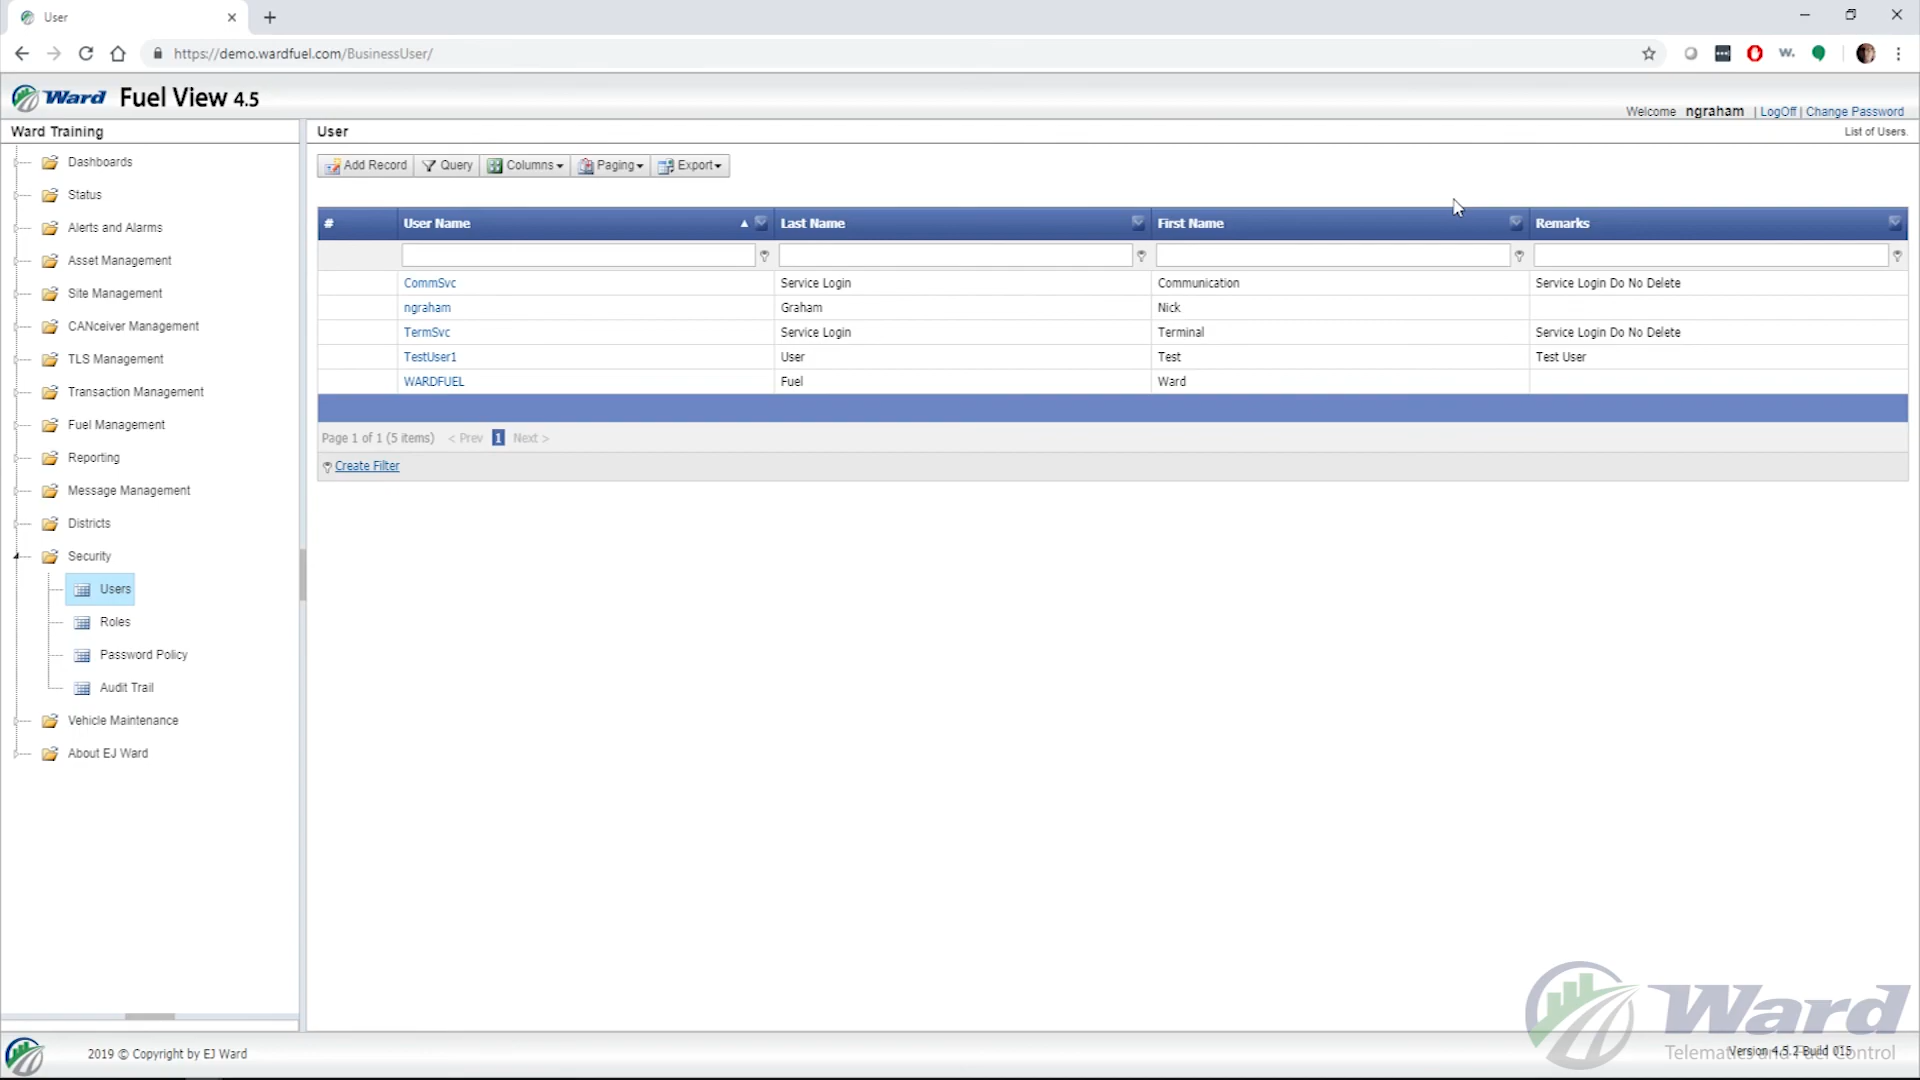 User
https://demo.wardfuel.com/BusinessUser/
w.
Ward Fuel View 4.5
Welcome ngraham | LogOff | Change Password
Ward Training
User
List of Users.
Dashboards
Status
Alerts and Alarms
Asset Management
Site Management
CANceiver Management
TLS Management
Transaction Management
Fuel Management
Reporting
Message Management
Districts
Security
Users
Roles
Password Policy
Audit Trail
Vehicle Maintenance
About EJ Ward
Add Record Query Columns Paging Export
# User Name Last Name First Name Remarks
CommSvc Service Login Communication Service Login Do No Delete
ngraham Graham Nick
TermSvc Service Login Terminal Service Login Do No Delete
TestUser1 User Test Test User
WARDFUEL Fuel Ward
Page 1 of 1 (5 items) < Prev 1 Next >
Create Filter
Ward
Telematics and Fuel Control
2019 © Copyright by EJ Ward
Version 4.5.2 Build 015